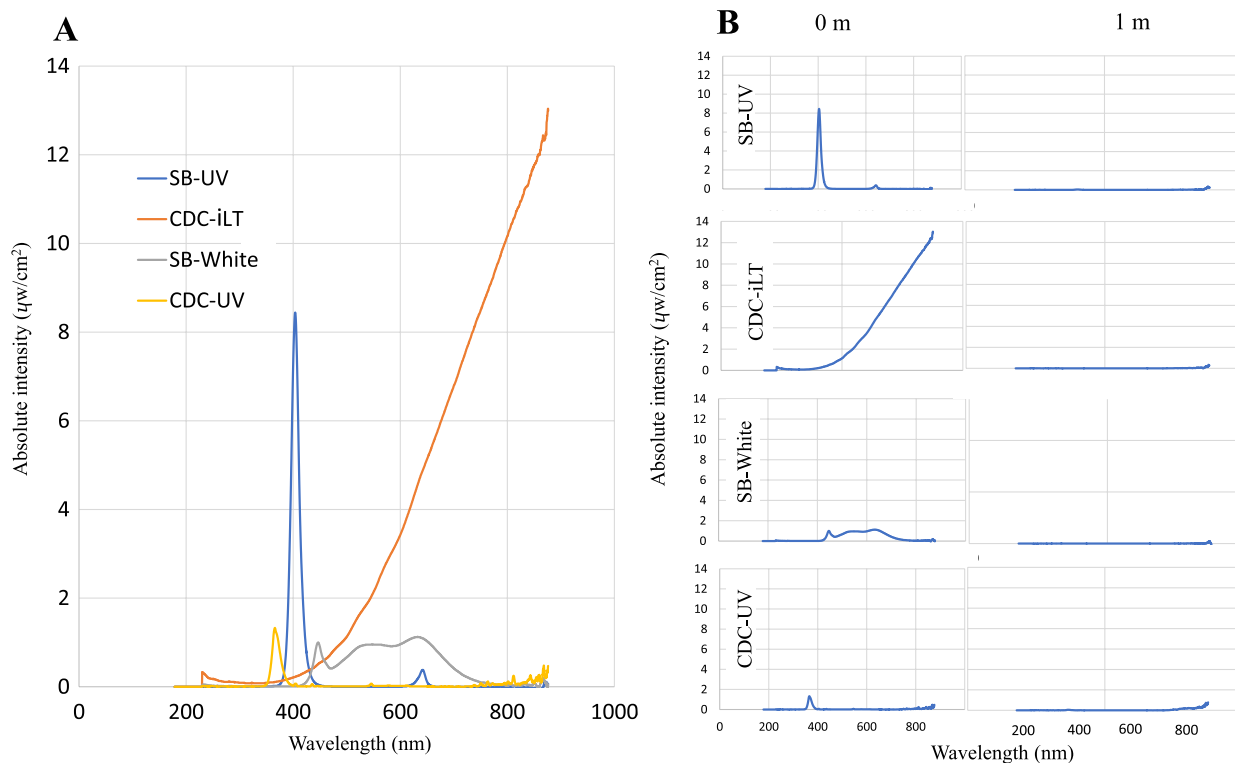 A
14
12
10
8
6
4
2
0
0 200 400 600 800 1000
Absolute intensity (ɥw/cm²)
Wavelength (nm)
SB-UV
CDC-iLT
SB-White
CDC-UV
B
0 m 1 m
Absolute intensity (ɥw/cm²)
SB-UV
14
12
10
8
6
4
2
0
CDC-iLT
14
12
10
8
6
4
2
0
SB-White
14
12
10
8
6
4
2
0
CDC-UV
14
12
10
8
6
4
2
0
0 200 400 600 800 200 400 600 800
Wavelength (nm)